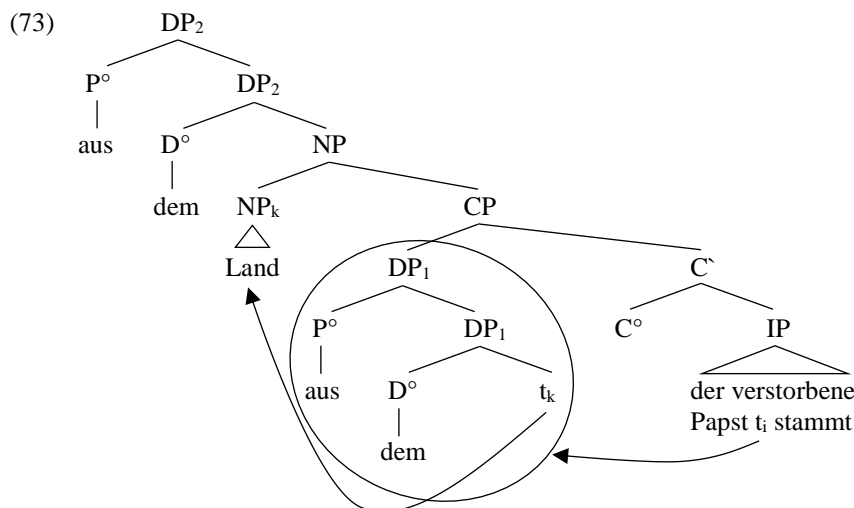 (73) DP₂
P° DP₂
aus D° NP
dem NPₖ CP
Land DP₁ C`
P° DP₁ C° IP
aus D° tₖ der verstorbene
dem Papst tᵢ stammt